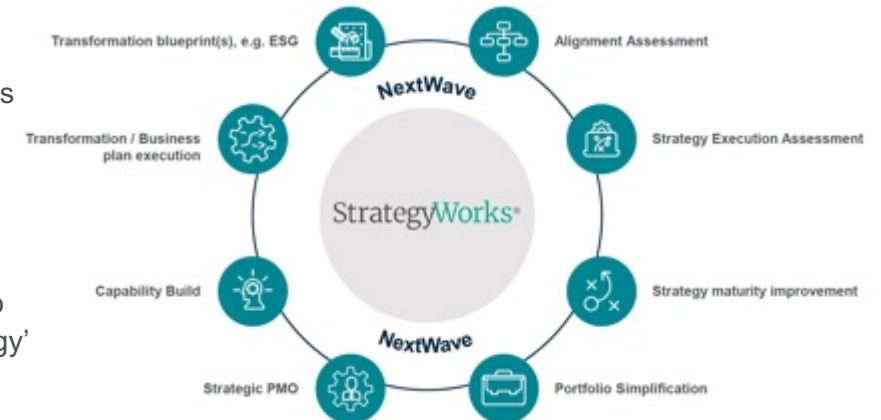 Transformation blueprint(s), e.g. ESG
Alignment Assessment
NextWave
s
Transformation / Business
plan execution
Strategy Execution Assessment
StrategyWorks®
Capability Build
Strategy maturity improvement
gy’
NextWave
Strategic PMO
Portfolio Simplification